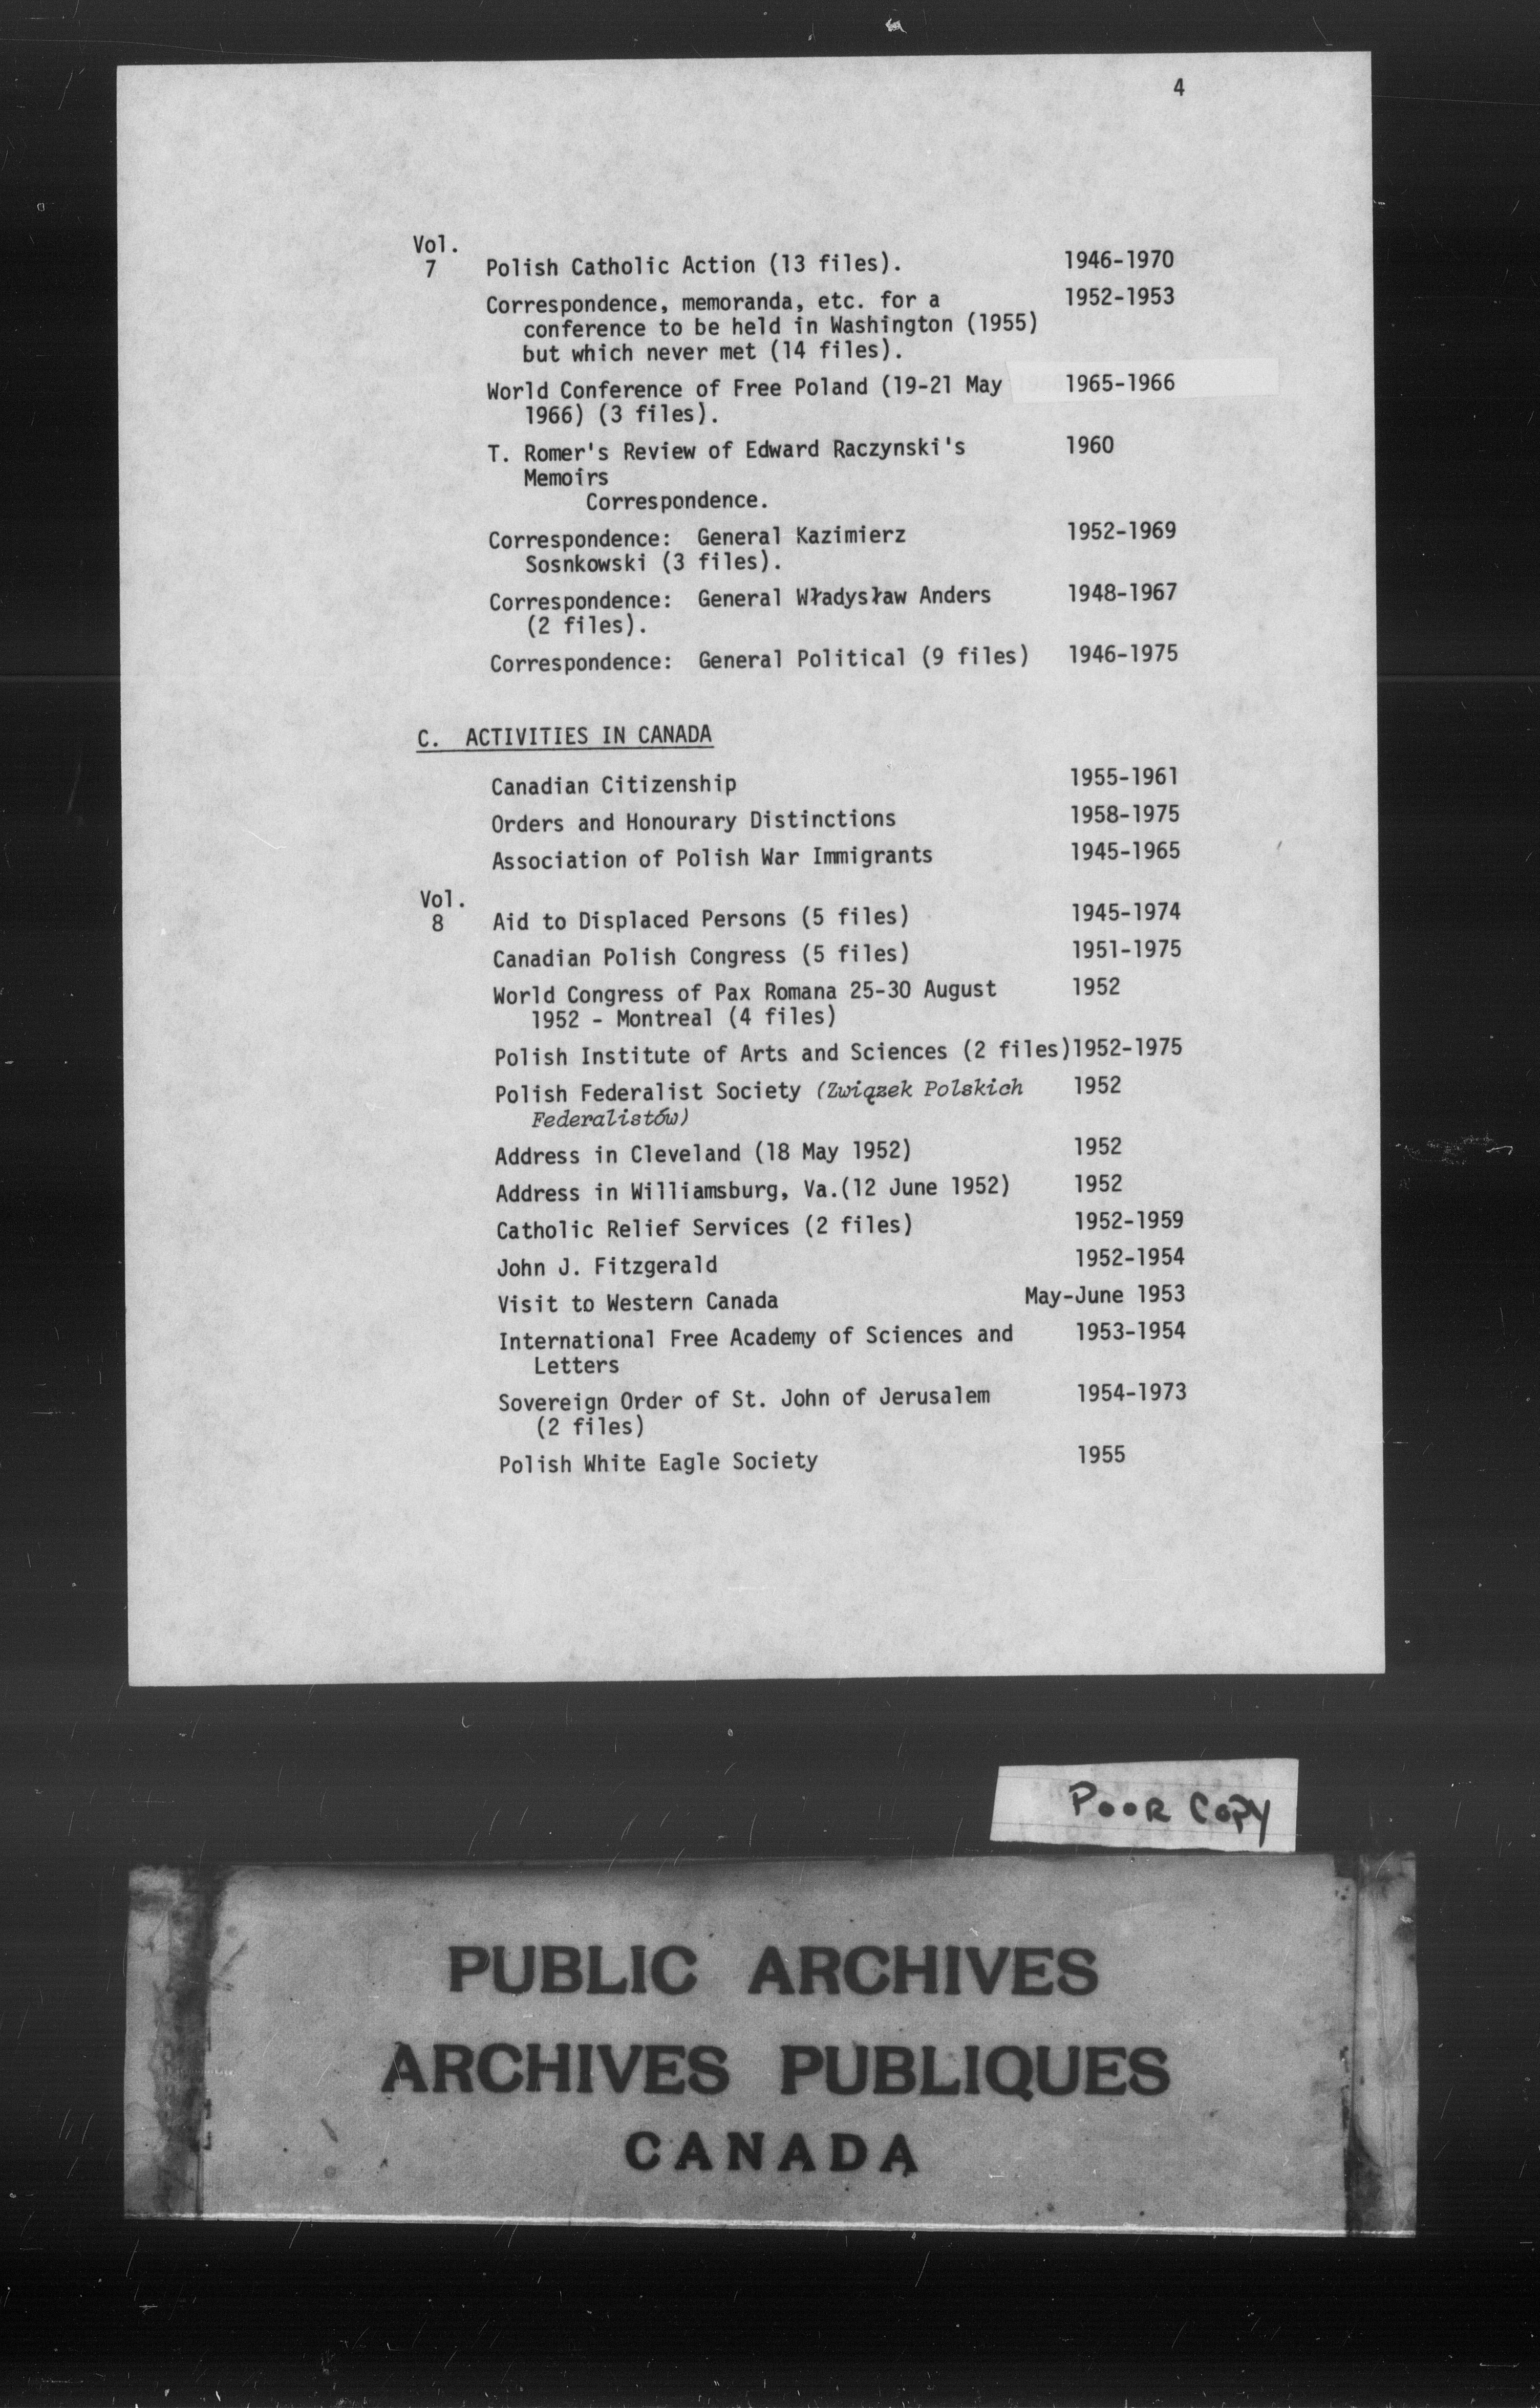 4
Vol.
7 Polish Catholic Action (13 files). 1946-1970
Correspondence, memoranda, etc. for a 1952-1953
conference to be held in Washington (1955)
but which never met (14 files).
World Conference of Free Poland (19-21 May 1965-1966
1966) (3 files).
T. Romer's Review of Edward Raczynski's 1960
Memoirs
Correspondence.
Correspondence: General Kazimierz 1952-1969
Sosnkowski (3 files).
Correspondence: General Władysław Anders 1948-1967
(2 files).
Correspondence: General Political (9 files) 1946-1975
C. ACTIVITIES IN CANADA
Canadian Citizenship 1955-1961
Orders and Honourary Distinctions 1958-1975
Association of Polish War Immigrants 1945-1965
Vol.
8 Aid to Displaced Persons (5 files) 1945-1974
Canadian Polish Congress (5 files) 1951-1975
World Congress of Pax Romana 25-30 August 1952
1952 - Montreal (4 files)
Polish Institute of Arts and Sciences (2 files)1952-1975
Polish Federalist Society (Związek Polskich 1952
Federalistów)
Address in Cleveland (18 May 1952) 1952
Address in Williamsburg, Va.(12 June 1952) 1952
Catholic Relief Services (2 files) 1952-1959
John J. Fitzgerald 1952-1954
Visit to Western Canada May-June 1953
International Free Academy of Sciences and 1953-1954
Letters
Sovereign Order of St. John of Jerusalem 1954-1973
(2 files)
Polish White Eagle Society 1955
POOR COPY
PUBLIC ARCHIVES
ARCHIVES PUBLIQUES
CANADA